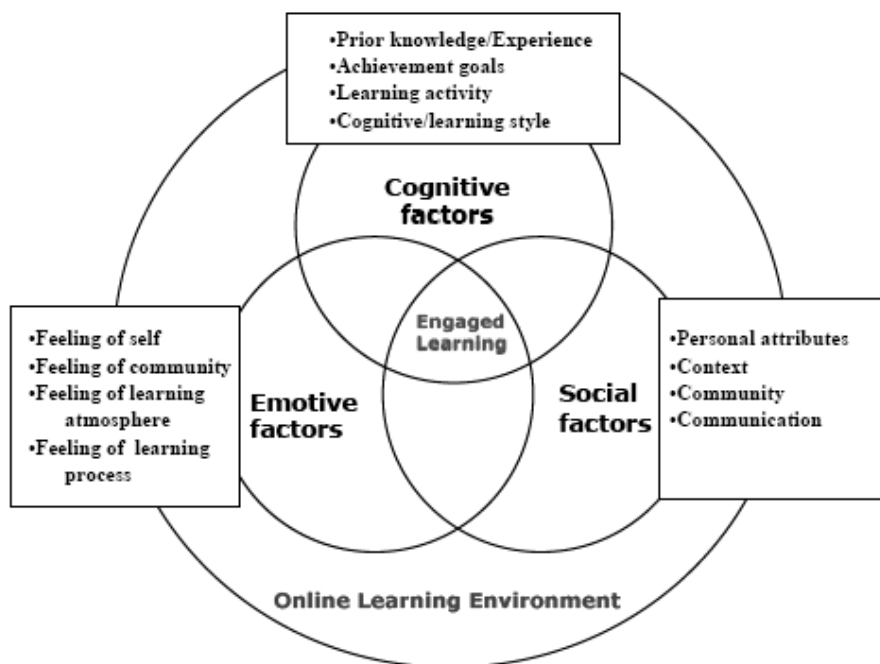 •Prior knowledge/Experience
•Achievement goals
•Learning activity
•Cognitive/learning style
Cognitive
factors
Engaged
Learning
•Feeling of self
•Feeling of community
•Feeling of learning
atmosphere
•Feeling of learning
process
Emotive
factors
Social
factors
•Personal attributes
•Context
•Community
•Communication
Online Learning Environment